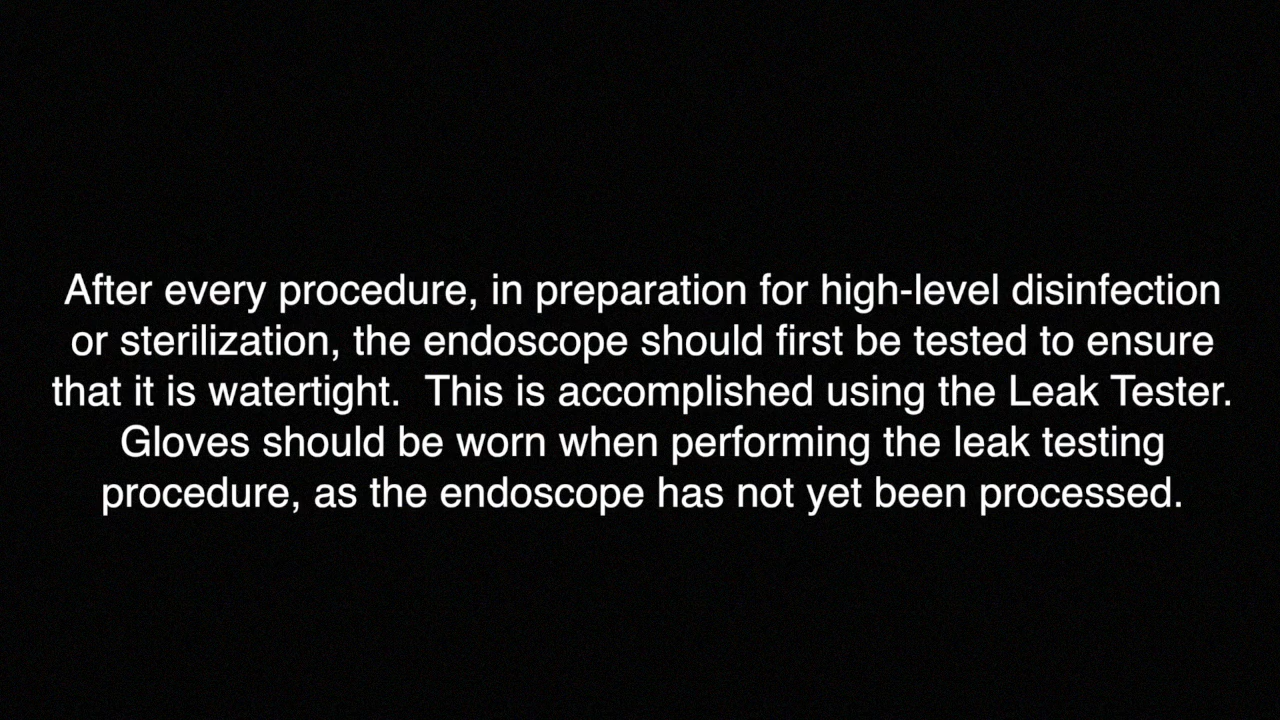 After every procedure, in preparation for high-level disinfection
or sterilization, the endoscope should first be tested to ensure
that it is watertight.  This is accomplished using the Leak Tester.
Gloves should be worn when performing the leak testing
procedure, as the endoscope has not yet been processed.